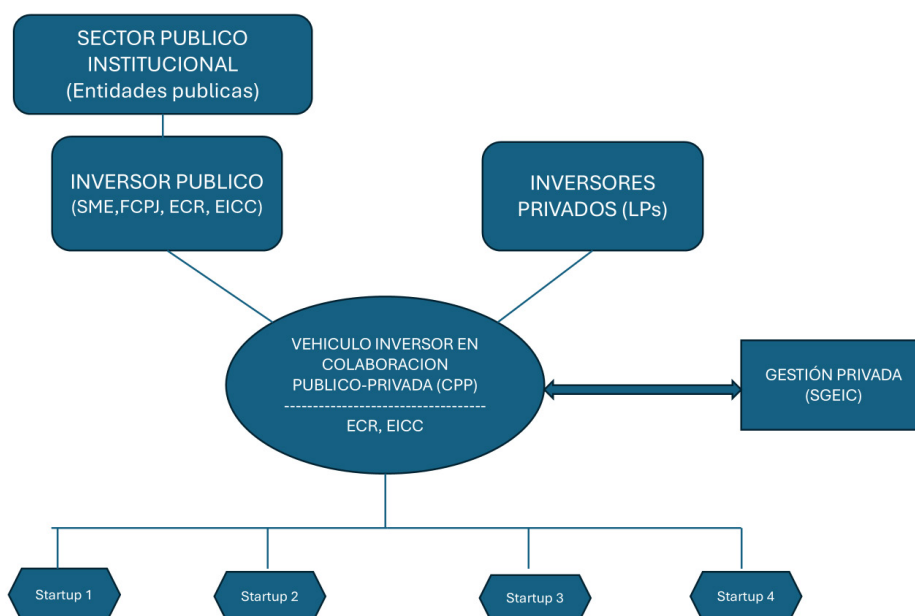 SECTOR PUBLICO
INSTITUCIONAL
(Entidades publicas)
INVERSOR PUBLICO
(SME,FCPJ, ECR, EICC)
INVERSORES
PRIVADOS (LPs)
VEHICULO INVERSOR EN
COLABORACION
PUBLICO-PRIVADA (CPP)
-----------------------------------
ECR, EICC
GESTIÓN PRIVADA
(SGEIC)
Startup 1
Startup 2
Startup 3
Startup 4